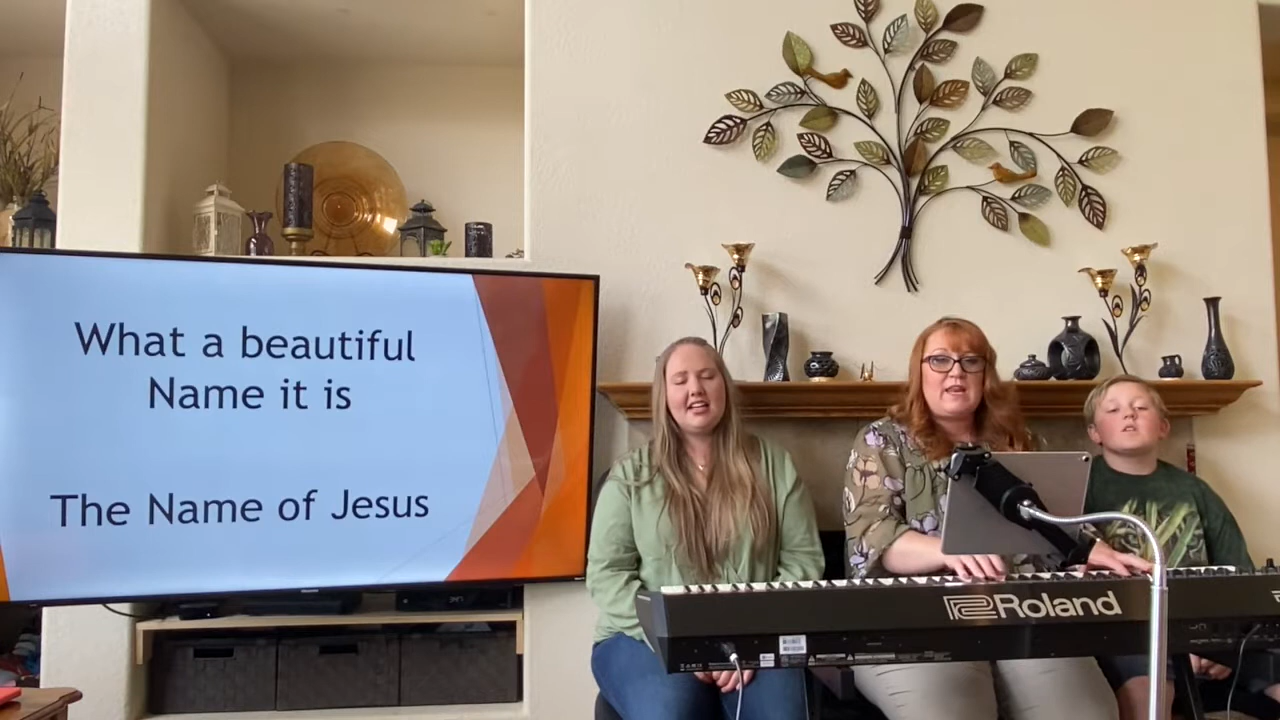 What a beautiful
Name it is
The Name of Jesus
Roland